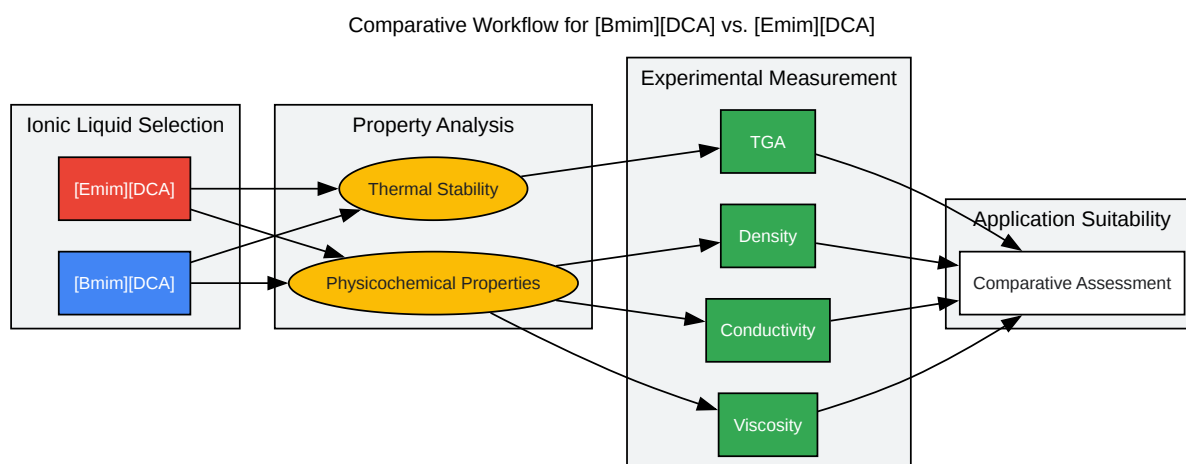 Comparative Workflow for [Bmim][DCA] vs. [Emim][DCA]
Ionic Liquid Selection
[Emim][DCA]
[Bmim][DCA]
Property Analysis
Thermal Stability
Physicochemical Properties
Experimental Measurement
TGA
Density
Conductivity
Viscosity
Application Suitability
Comparative Assessment